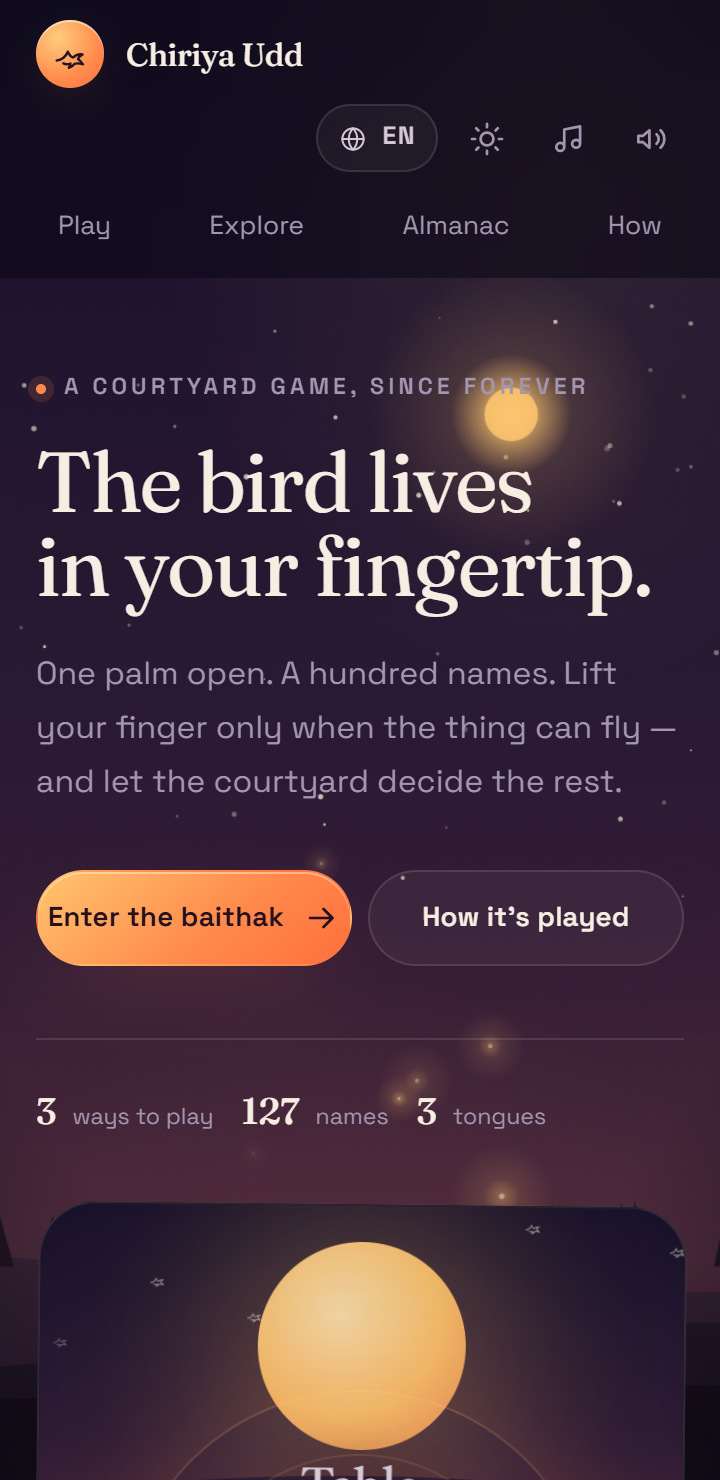 Chiriya Udd
EN
Play Explore Almanac How
A COURTYARD GAME, SINCE FOREVER
The bird lives
in your fingertip.
One palm open. A hundred names. Lift
your finger only when the thing can fly —
and let the courtyard decide the rest.
Enter the baithak → How it’s played
3 ways to play 127 names 3 tongues